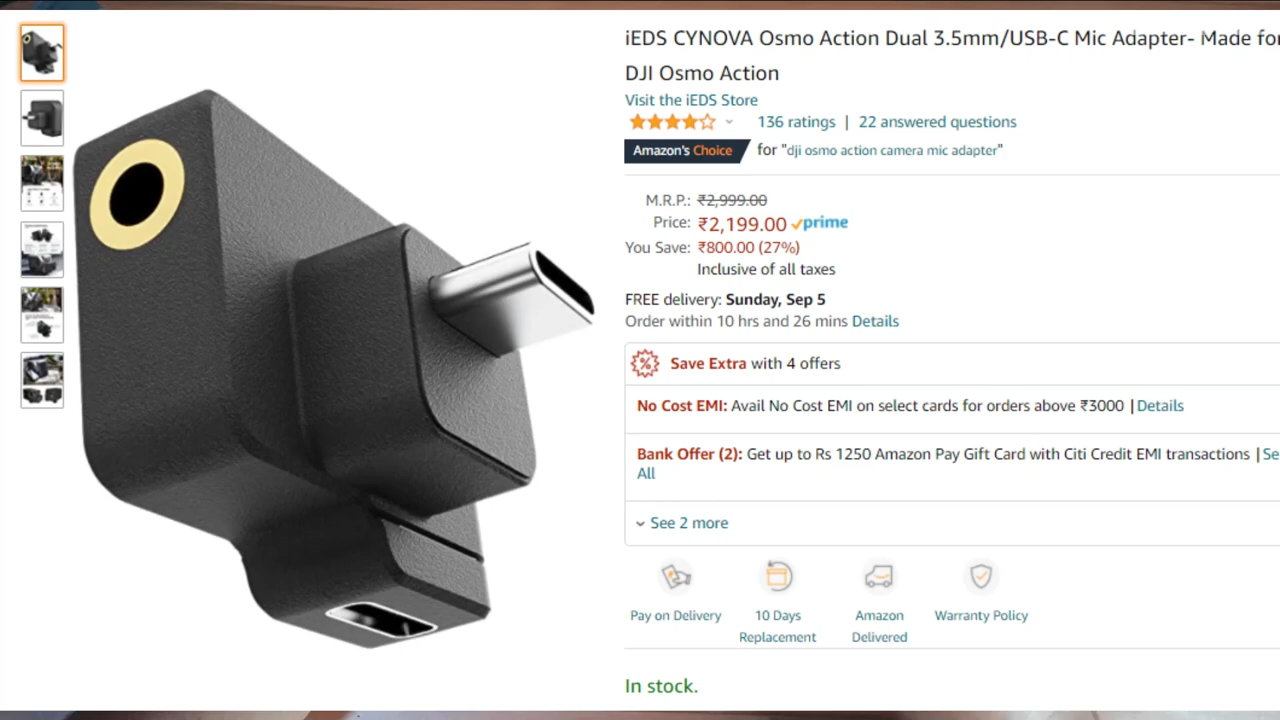 iEDS CYNOVA Osmo Action Dual 3.5mm/USB-C Mic Adapter- Made for
DJI Osmo Action
Visit the iEDS Store
136 ratings | 22 answered questions
Amazon's Choice for "dji osmo action camera mic adapter"
M.R.P.: ₹2,999.00
Price: ₹2,199.00 prime
You Save: ₹800.00 (27%)
Inclusive of all taxes
FREE delivery: Sunday, Sep 5
Order within 10 hrs and 26 mins Details
Save Extra with 4 offers
No Cost EMI: Avail No Cost EMI on select cards for orders above ₹3000 | Details
Bank Offer (2): Get up to Rs 1250 Amazon Pay Gift Card with Citi Credit EMI transactions | Se
All
See 2 more
Pay on Delivery
10 Days
Replacement
Amazon
Delivered
Warranty Policy
In stock.